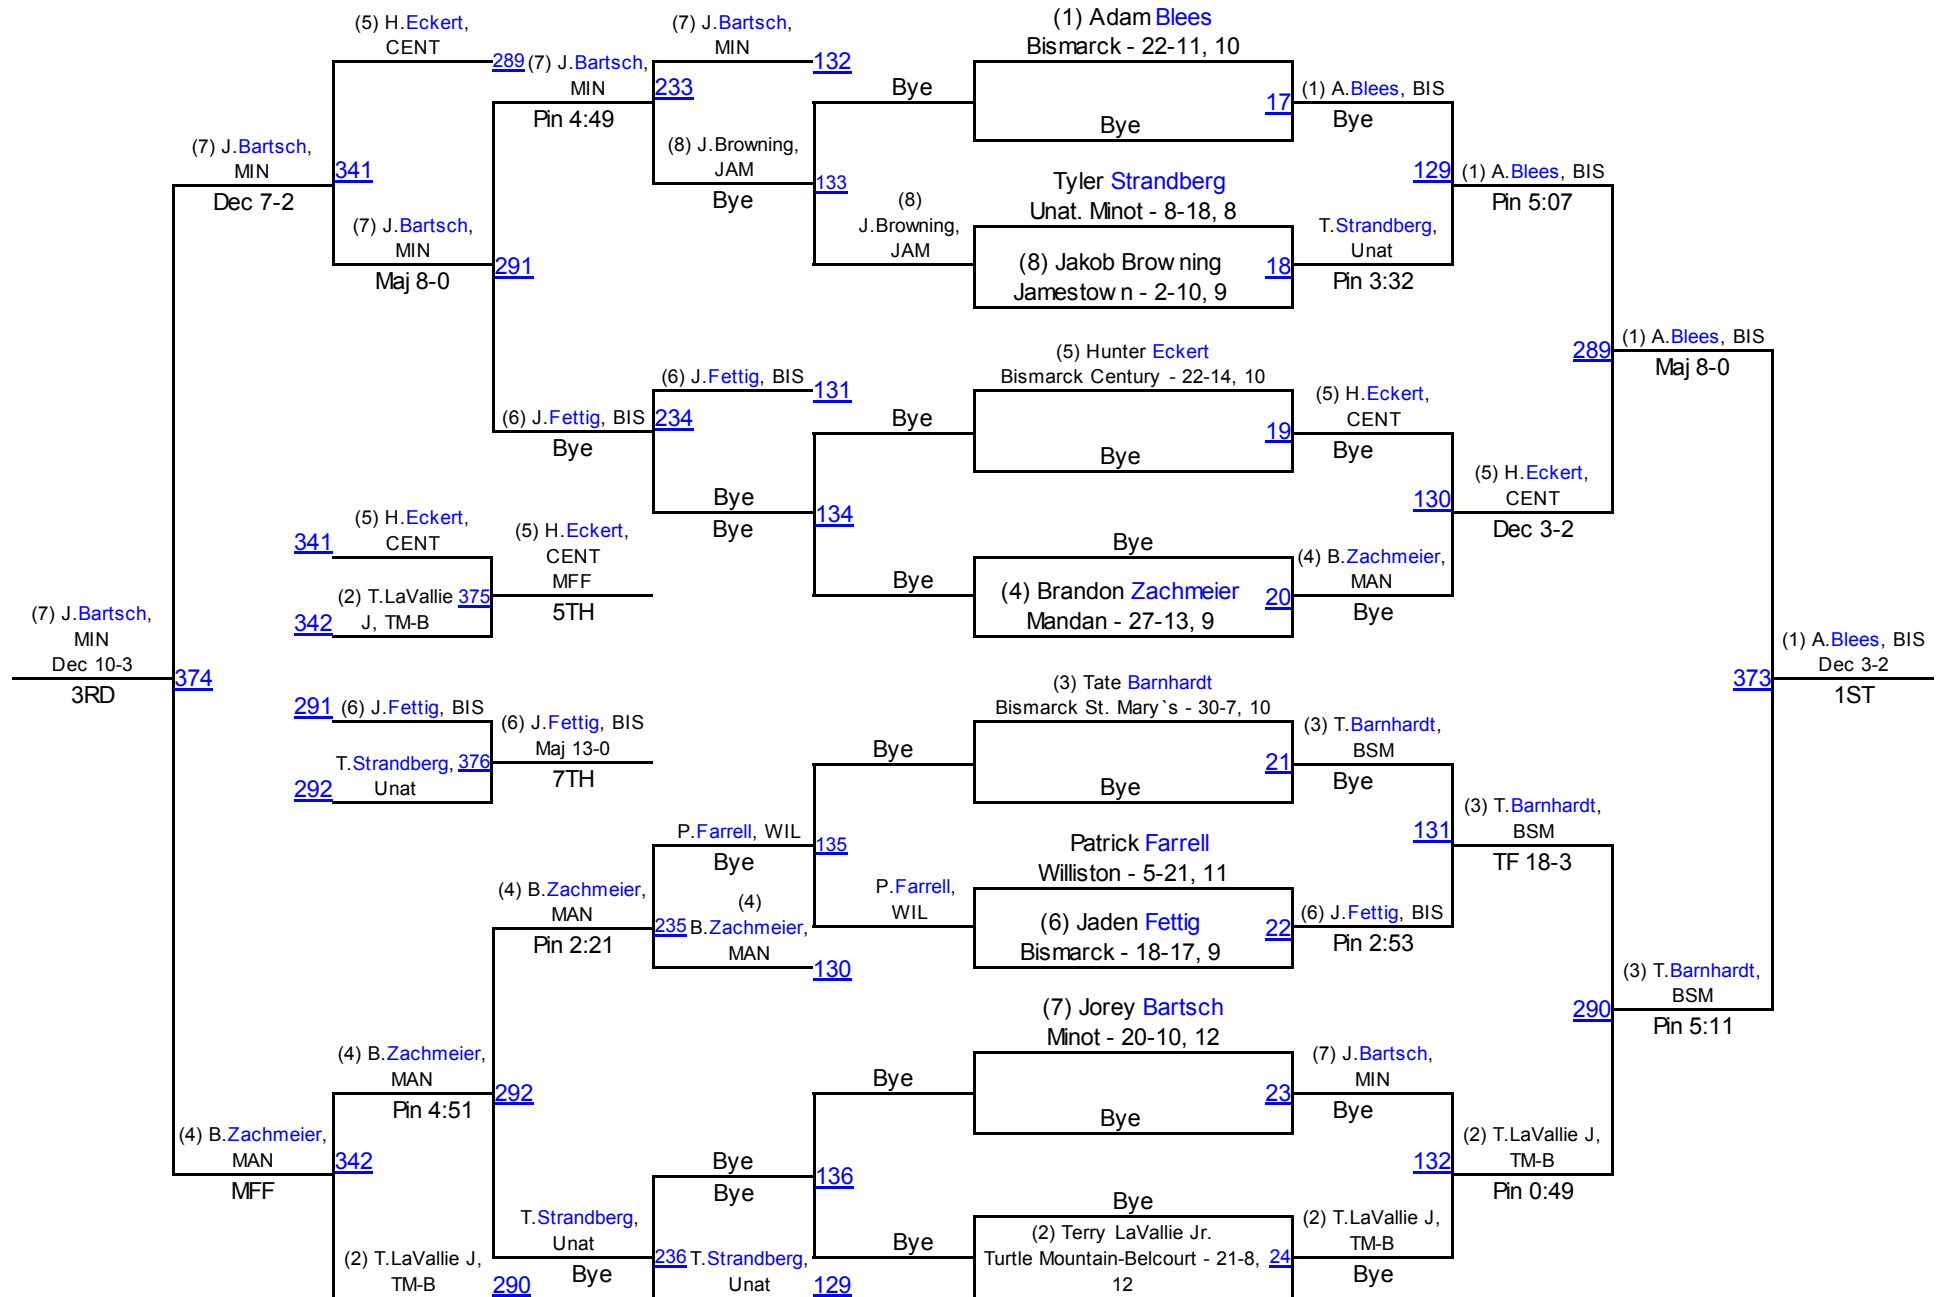 (1) Adam Blees
Bismarck - 22-11, 10
Bye
17
Tyler Strandberg
Unat. Minot - 8-18, 8
(8) Jakob Browning
Jamestown - 2-10, 9
18
(5) Hunter Eckert
Bismarck Century - 22-14, 10
Bye
19
Bye
(4) Brandon Zachmeier
Mandan - 27-13, 9
20
(3) Tate Barnhardt
Bismarck St. Mary`s - 30-7, 10
Bye
21
Patrick Farrell
Williston - 5-21, 11
(6) Jaden Fettig
Bismarck - 18-17, 9
22
(7) Jorey Bartsch
Minot - 20-10, 12
Bye
23
Bye
(2) Terry LaVallie Jr.
Turtle Mountain-Belcourt - 21-8,
12
24
(1) A.Blees, BIS
Bye
129
T.Strandberg,
Unat
Pin 3:32
(5) H.Eckert,
CENT
Bye
130
(4) B.Zachmeier,
MAN
Bye
(3) T.Barnhardt,
BSM
Bye
131
(6) J.Fettig, BIS
Pin 2:53
(7) J.Bartsch,
MIN
Bye
132
(2) T.LaVallie J,
TM-B
Bye
(1) A.Blees, BIS
Pin 5:07
289
(5) H.Eckert,
CENT
Dec 3-2
(3) T.Barnhardt,
BSM
TF 18-3
290
(2) T.LaVallie J,
TM-B
Pin 0:49
(1) A.Blees, BIS
Maj 8-0
373
(3) T.Barnhardt,
BSM
Pin 5:11
(1) A.Blees, BIS
Dec 3-2
1ST
Bye
133
(8)
J.Browning,
JAM
Bye
134
Bye
Bye
135
P.Farrell,
WIL
Bye
136
Bye
(7) J.Bartsch,
MIN
132
233
(8) J.Browning,
JAM
Bye
(6) J.Fettig, BIS
131
234
Bye
Bye
P.Farrell, WIL
Bye
235
(4)
B.Zachmeier,
MAN
130
Bye
Bye
236
T.Strandberg,
Unat
129
289
(7) J.Bartsch,
MIN
Pin 4:49
291
(6) J.Fettig, BIS
Bye
(4) B.Zachmeier,
MAN
Pin 2:21
292
T.Strandberg,
Unat
Bye
(5) H.Eckert,
CENT
341
(7) J.Bartsch,
MIN
Maj 8-0
(4) B.Zachmeier,
MAN
Pin 4:51
342
(2) T.LaVallie J,
TM-B
290
(7) J.Bartsch,
MIN
Dec 7-2
374
(4) B.Zachmeier,
MAN
MFF
(7) J.Bartsch,
MIN
Dec 10-3
3RD
341
(5) H.Eckert,
CENT
342
(2) T.LaVallie
J, TM-B
375
(5) H.Eckert,
CENT
MFF
5TH
291
(6) J.Fettig, BIS
292
T.Strandberg,
Unat
376
(6) J.Fettig, BIS
Maj 13-0
7TH